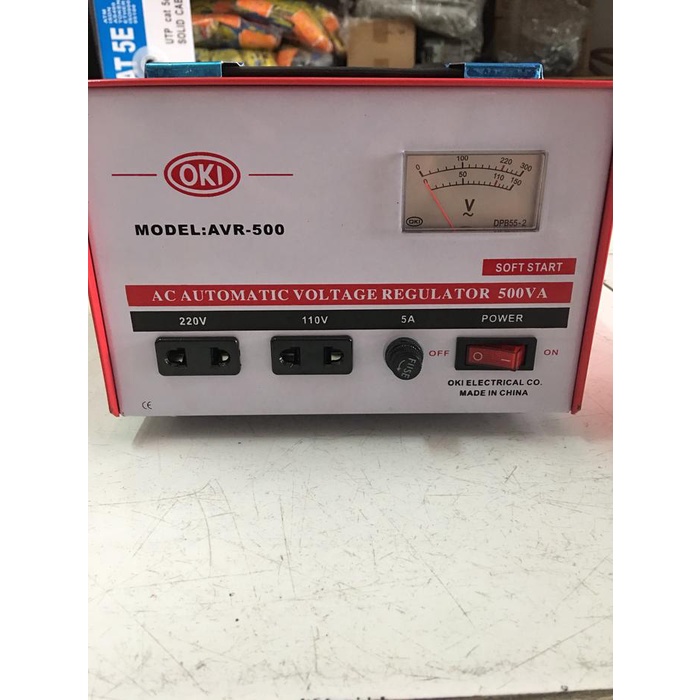 AT 5E
UTP cat 5e
SOLID CAB
OKI
MODEL:AVR-500
0 100 220 300
0 50 110 150
V
~
OKI
DPB55-2
SOFT START
AC AUTOMATIC VOLTAGE REGULATOR 500VA
220V 110V 5A POWER
FUSE
OFF
ON
OKI ELECTRICAL CO.
MADE IN CHINA
CE